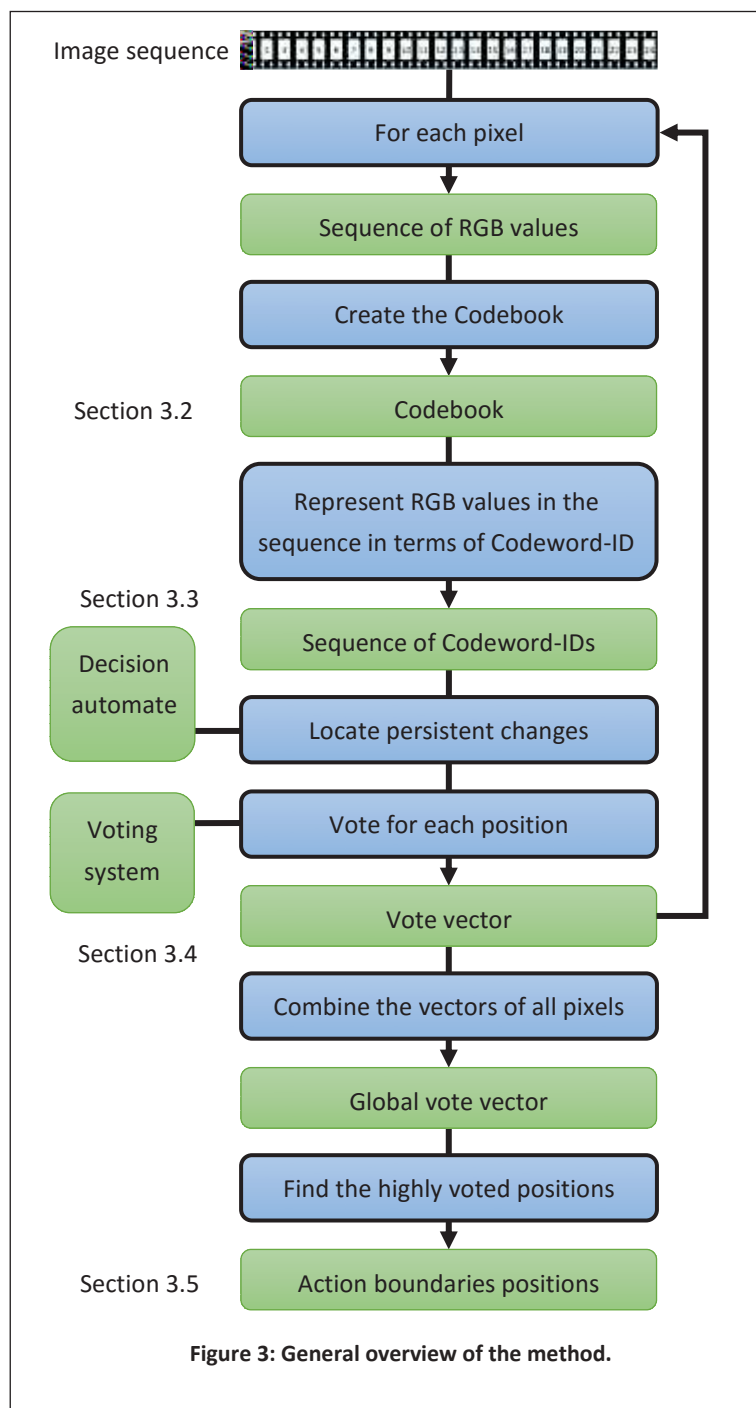 Image sequence
For each pixel
Sequence of RGB values
Create the Codebook
Section 3.2
Codebook
Represent RGB values in the
sequence in terms of Codeword-ID
Section 3.3
Sequence of Codeword-IDs
Decision
automate
Locate persistent changes
Vote for each position
Voting
system
Vote vector
Section 3.4
Combine the vectors of all pixels
Global vote vector
Find the highly voted positions
Section 3.5
Action boundaries positions
Figure 3: General overview of the method.